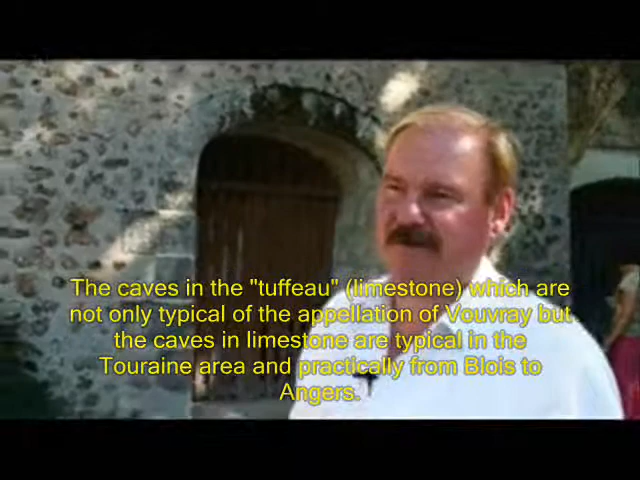 The caves in the "tuffeau" (limestone) which are
not only typical of the appellation of Vouvray but
the caves in limestone are typical in the
Touraine area and practically from Blois to
Angers.